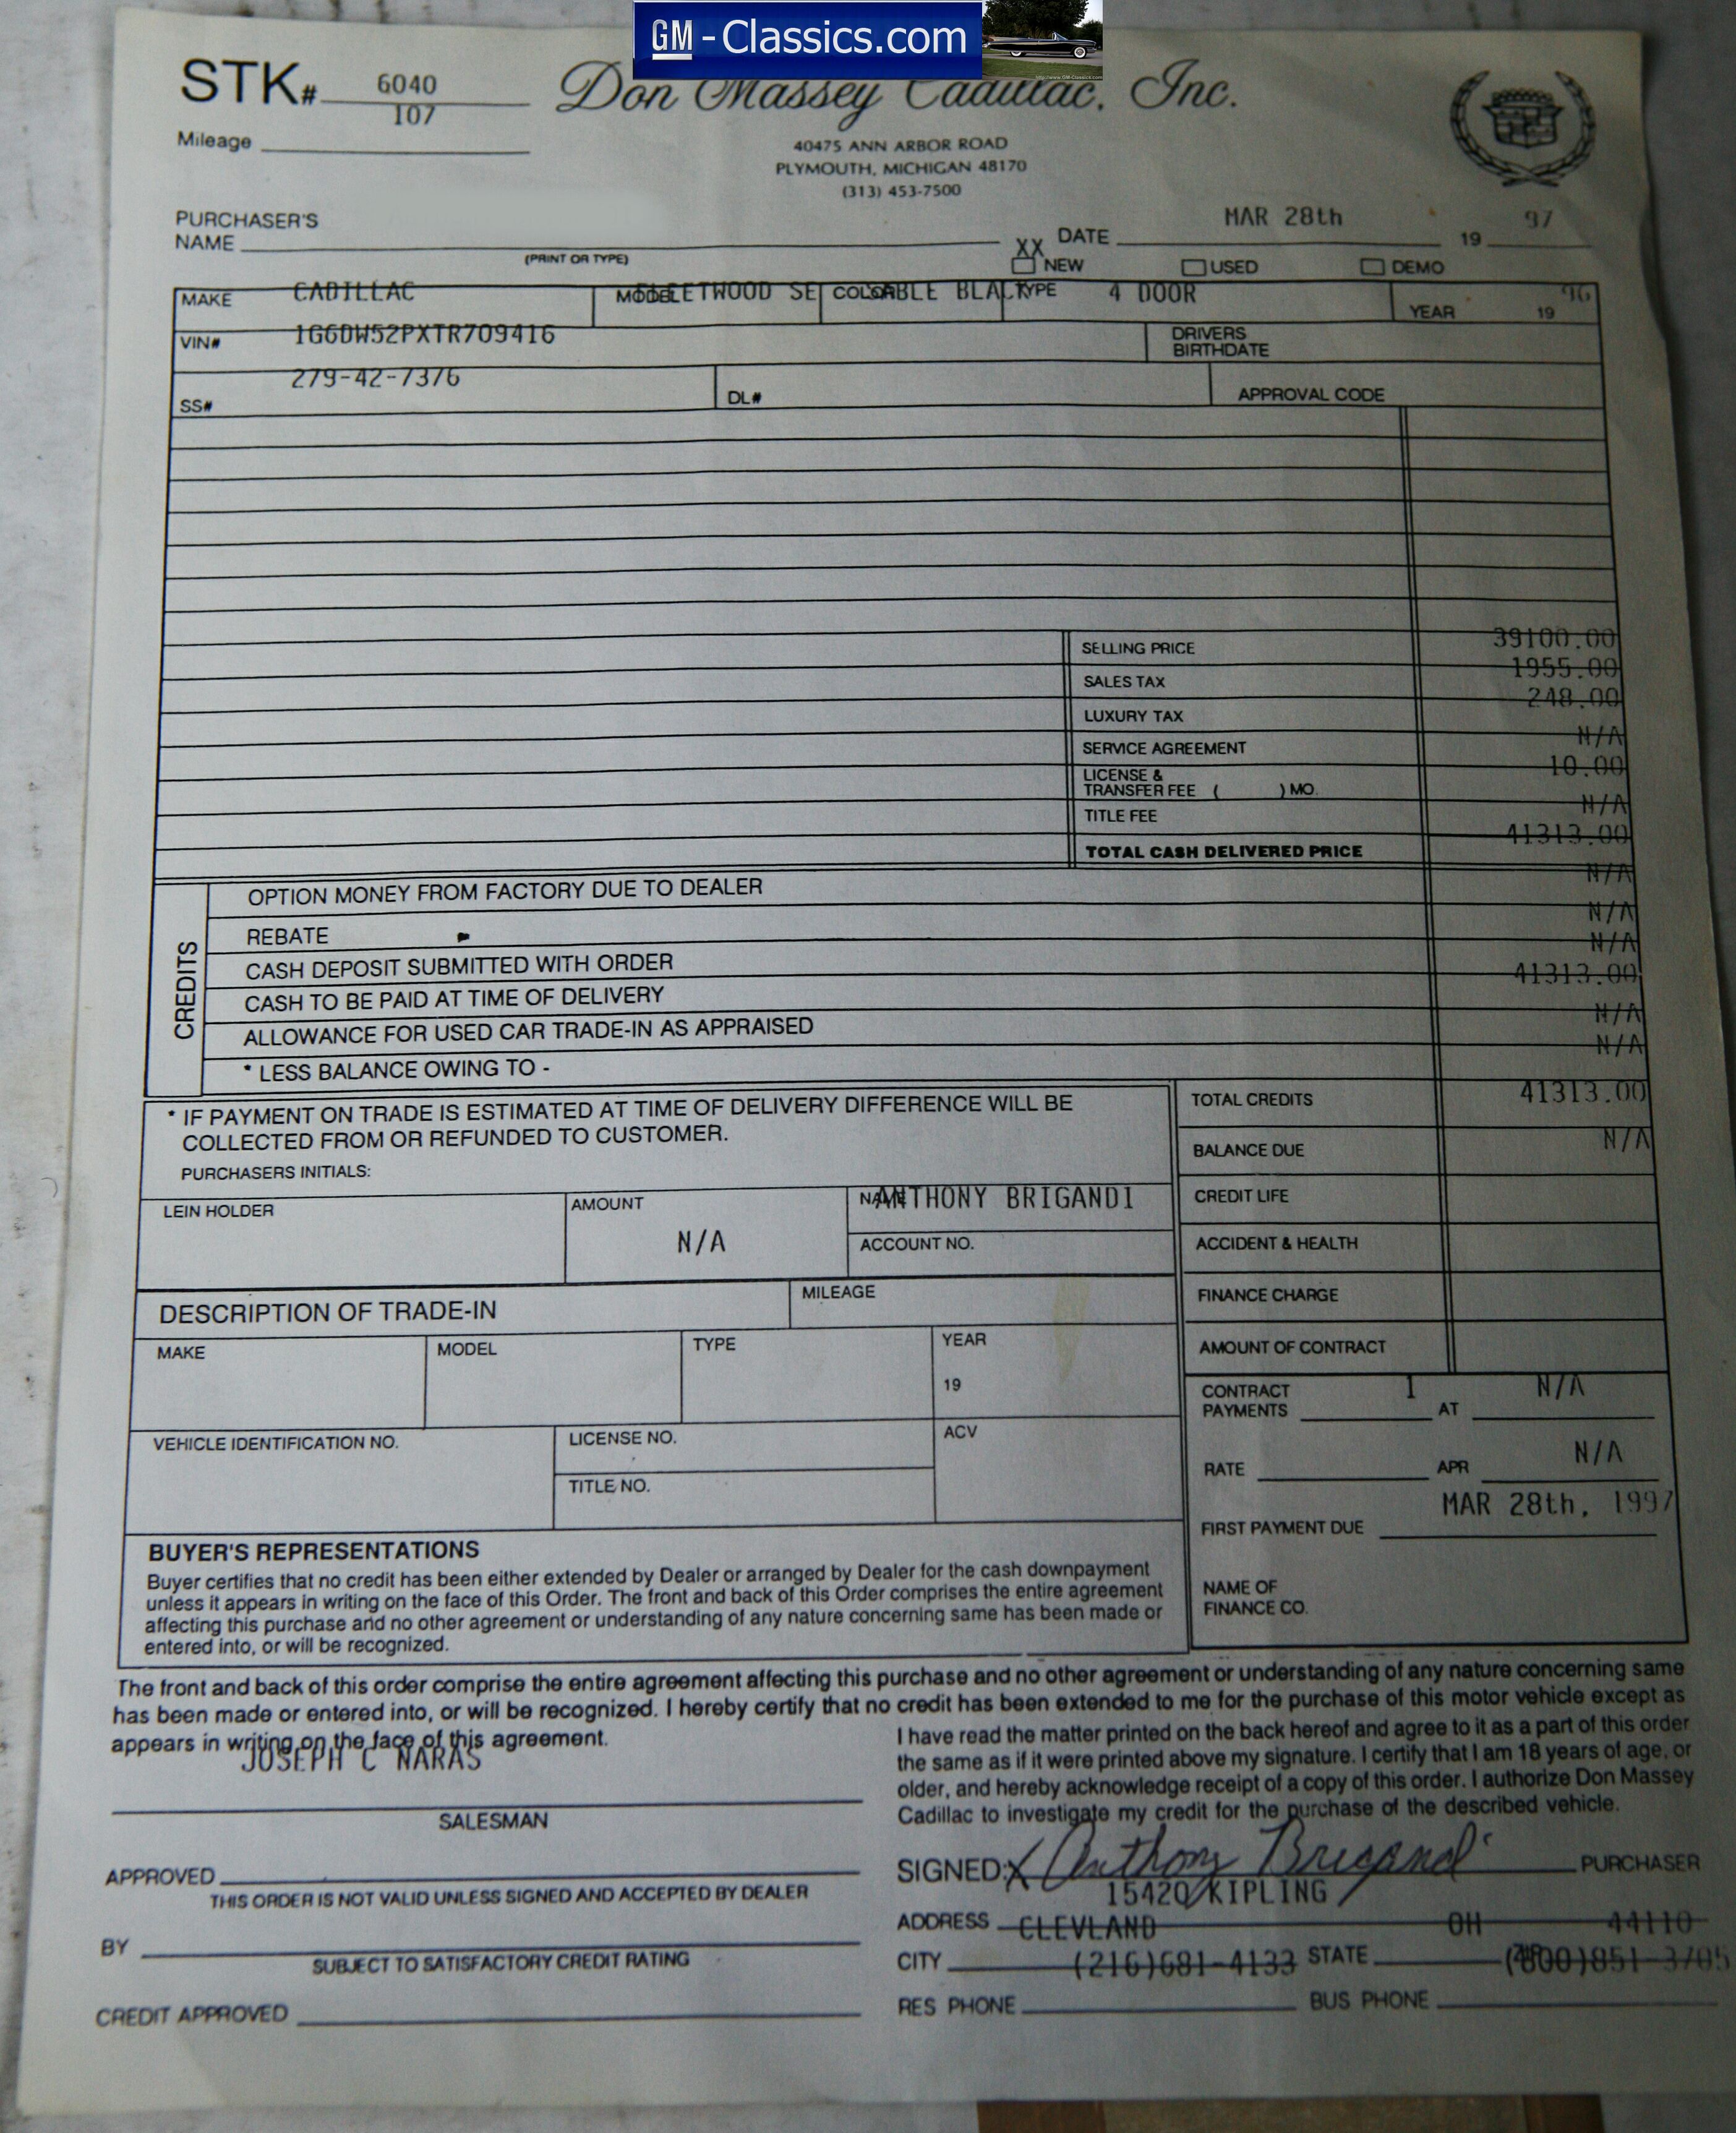 GM - Classics.com
STK# 6040
Don Massey Cadillac, Inc.
Mileage 107
40475 ANN ARBOR ROAD
PLYMOUTH, MICHIGAN 48170
(313) 453-7500
PURCHASER'S
NAME
(PRINT OR TYPE)
DATE MAR 28th 19 97
XX NEW USED DEMO
MAKE CADILLAC MODEL FLEETWOOD SE COLOR SABLE BLAC TYPE 4 DOOR YEAR 19 96
VIN# 1G6DW52PXTR709416 DRIVERS BIRTHDATE
SS# 279-42-7376 DL# APPROVAL CODE
SELLING PRICE 39100.00
SALES TAX 1955.00
LUXURY TAX 248.00
SERVICE AGREEMENT N/A
LICENSE &
TRANSFER FEE ( ) MO. 10.00
TITLE FEE N/A
TOTAL CASH DELIVERED PRICE 41313.00
CREDITS
OPTION MONEY FROM FACTORY DUE TO DEALER N/A
REBATE N/A
CASH DEPOSIT SUBMITTED WITH ORDER N/A
CASH TO BE PAID AT TIME OF DELIVERY 41313.00
ALLOWANCE FOR USED CAR TRADE-IN AS APPRAISED N/A
* LESS BALANCE OWING TO - N/A
* IF PAYMENT ON TRADE IS ESTIMATED AT TIME OF DELIVERY DIFFERENCE WILL BE
COLLECTED FROM OR REFUNDED TO CUSTOMER.
PURCHASERS INITIALS:
TOTAL CREDITS 41313.00
BALANCE DUE N/A
LEIN HOLDER AMOUNT N/A NAME ANTHONY BRIGANDI
ACCOUNT NO.
CREDIT LIFE
ACCIDENT & HEALTH
DESCRIPTION OF TRADE-IN MILEAGE
FINANCE CHARGE
MAKE MODEL TYPE YEAR
19
AMOUNT OF CONTRACT
CONTRACT
PAYMENTS 1 AT N/A
VEHICLE IDENTIFICATION NO. LICENSE NO. ACV
TITLE NO.
RATE APR N/A
FIRST PAYMENT DUE MAR 28th, 1997
NAME OF
FINANCE CO.
BUYER'S REPRESENTATIONS
Buyer certifies that no credit has been either extended by Dealer or arranged by Dealer for the cash downpayment
unless it appears in writing on the face of this Order. The front and back of this Order comprises the entire agreement
affecting this purchase and no other agreement or understanding of any nature concerning same has been made or
entered into, or will be recognized.
The front and back of this order comprise the entire agreement affecting this purchase and no other agreement or understanding of any nature concerning same
has been made or entered into, or will be recognized. I hereby certify that no credit has been extended to me for the purchase of this motor vehicle except as
appears in writing on the face of this agreement.
JOSEPH C NARAS
SALESMAN
APPROVED
THIS ORDER IS NOT VALID UNLESS SIGNED AND ACCEPTED BY DEALER
BY
SUBJECT TO SATISFACTORY CREDIT RATING
CREDIT APPROVED
I have read the matter printed on the back hereof and agree to it as a part of this order
the same as if it were printed above my signature. I certify that I am 18 years of age, or
older, and hereby acknowledge receipt of a copy of this order. I authorize Don Massey
Cadillac to investigate my credit for the purchase of the described vehicle.
SIGNED: X Anthony Brigandi PURCHASER
ADDRESS 15420 KIPLING
CITY CLEVLAND STATE OH 44110
RES PHONE (216)681-4133 BUS PHONE